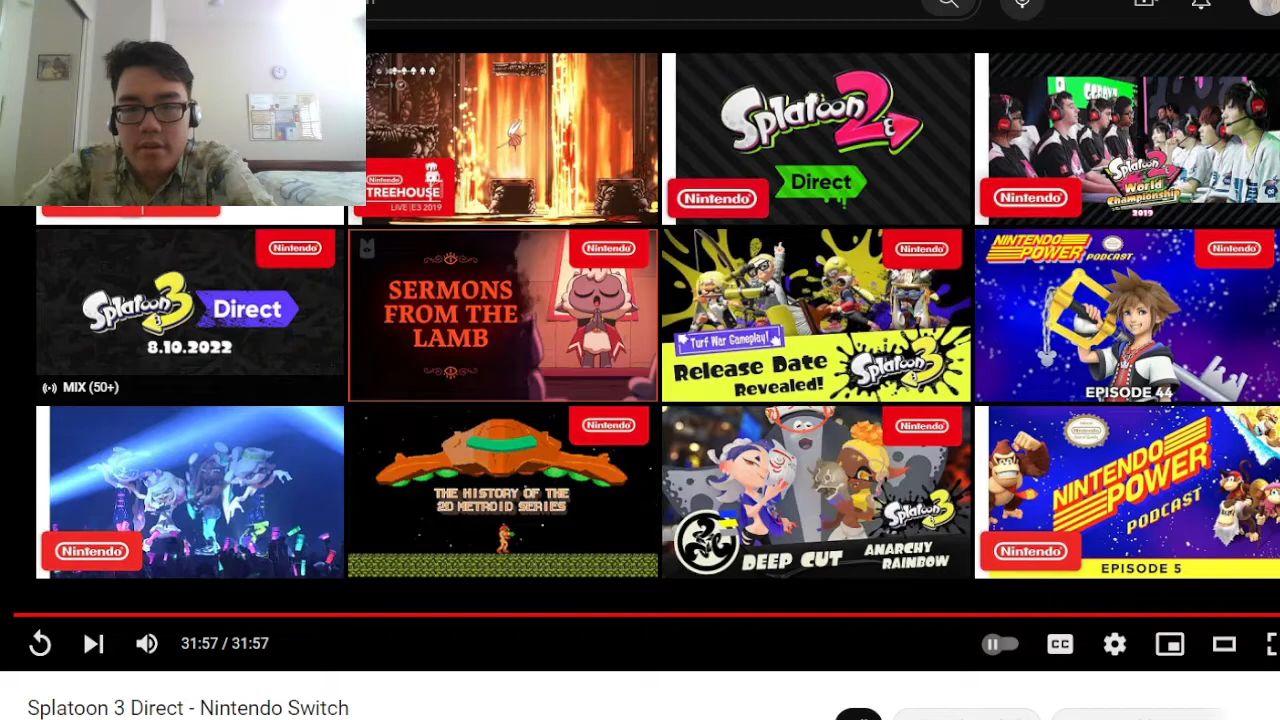 Nintendo
TREEHOUSE
LIVE | E3 2019
Splatoon 2
Direct
Nintendo
Splatoon 2
World
Championship
2019
Nintendo
Nintendo
Splatoon 3
Direct
8.10.2022
MIX (50+)
Nintendo
SERMONS
FROM THE
LAMB
Nintendo
Turf War Gameplay!
Release Date
Revealed!
Splatoon 3
NINTENDO
POWER
PODCAST
Nintendo
EPISODE 44
Nintendo
Nintendo
THE HISTORY OF THE
2D METROID SERIES
Nintendo
Splatoon 3
DEEP CUT
ANARCHY
RAINBOW
NINTENDO
POWER
PODCAST
Nintendo
EPISODE 5
31:57 / 31:57
CC
Splatoon 3 Direct - Nintendo Switch